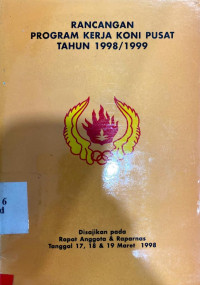 RANCANGAN
PROGRAM KERJA KONI PUSAT
TAHUN 1998/1999
6
d
Disajikan pada
Rapat Anggota & Raparnas
Tanggal 17, 18 & 19 Maret 1998